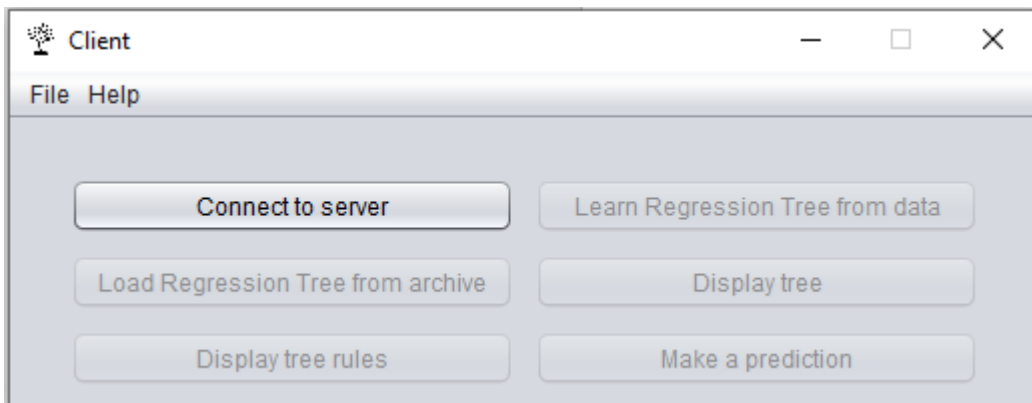 Client
File Help
Connect to server Learn Regression Tree from data
Load Regression Tree from archive Display tree
Display tree rules Make a prediction